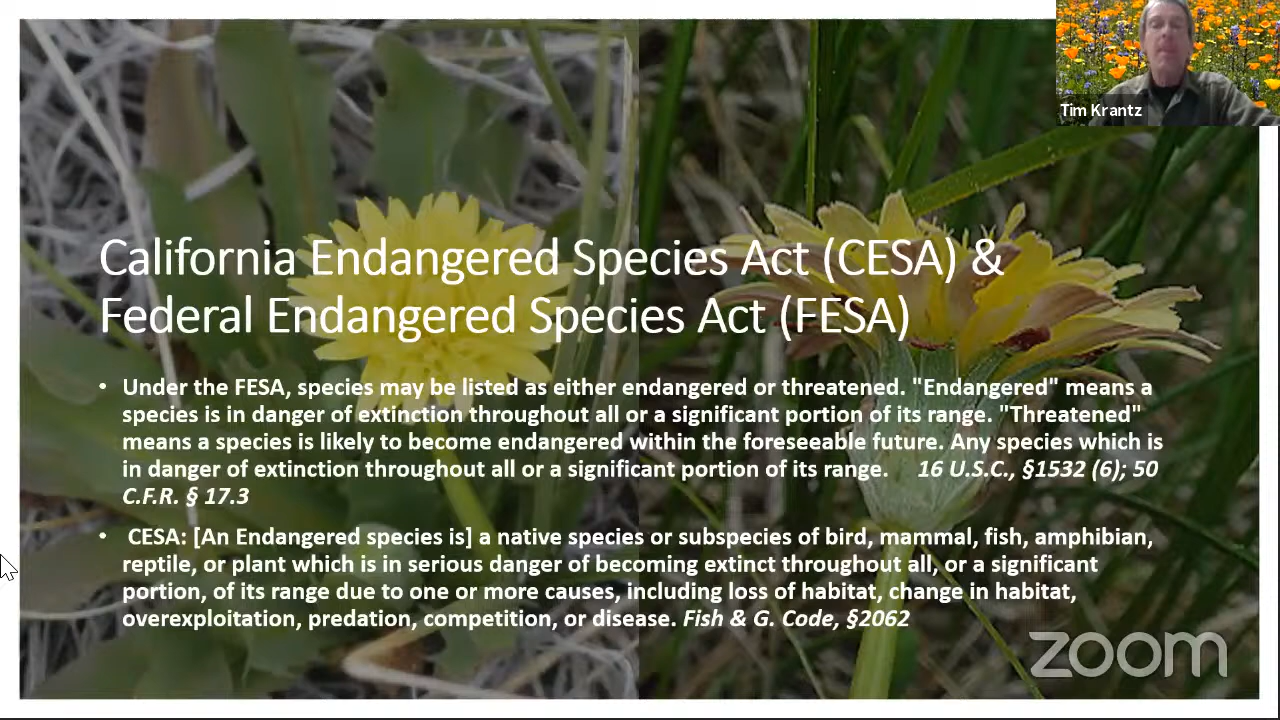 Tim Krantz
California Endangered Species Act (CESA) &
Federal Endangered Species Act (FESA)
• Under the FESA, species may be listed as either endangered or threatened. "Endangered" means a
species is in danger of extinction throughout all or a significant portion of its range. "Threatened"
means a species is likely to become endangered within the foreseeable future. Any species which is
in danger of extinction throughout all or a significant portion of its range. 16 U.S.C., §1532 (6); 50
C.F.R. § 17.3
• CESA: [An Endangered species is] a native species or subspecies of bird, mammal, fish, amphibian,
reptile, or plant which is in serious danger of becoming extinct throughout all, or a significant
portion, of its range due to one or more causes, including loss of habitat, change in habitat,
overexploitation, predation, competition, or disease. Fish & G. Code, §2062
zoom